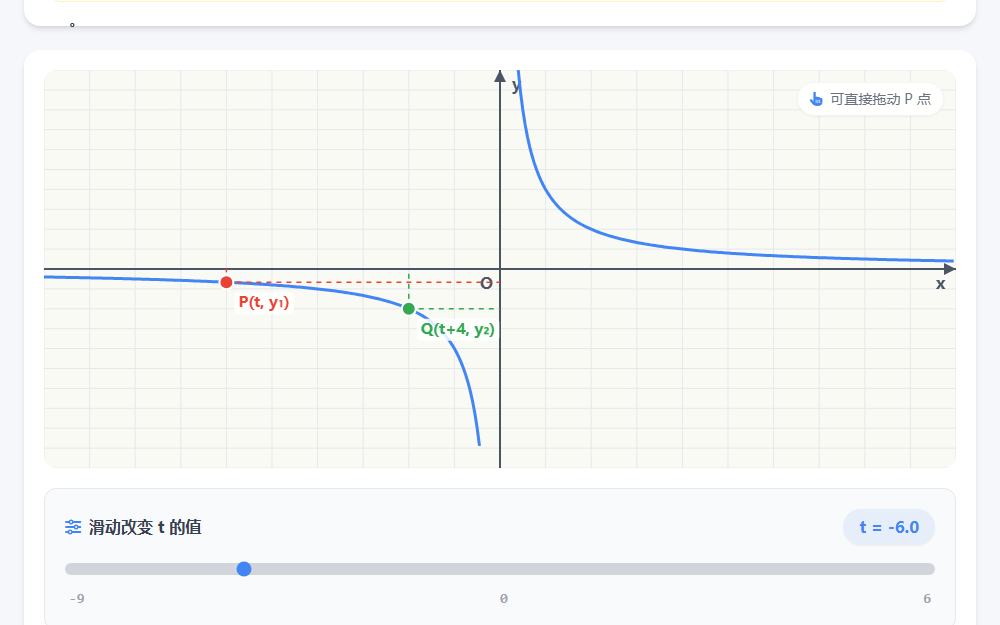 。
y
可直接拖动 P 点
O
x
P(t, y₁)
Q(t+4, y₂)
滑动改变 t 的值
t = -6.0
-9 0 6